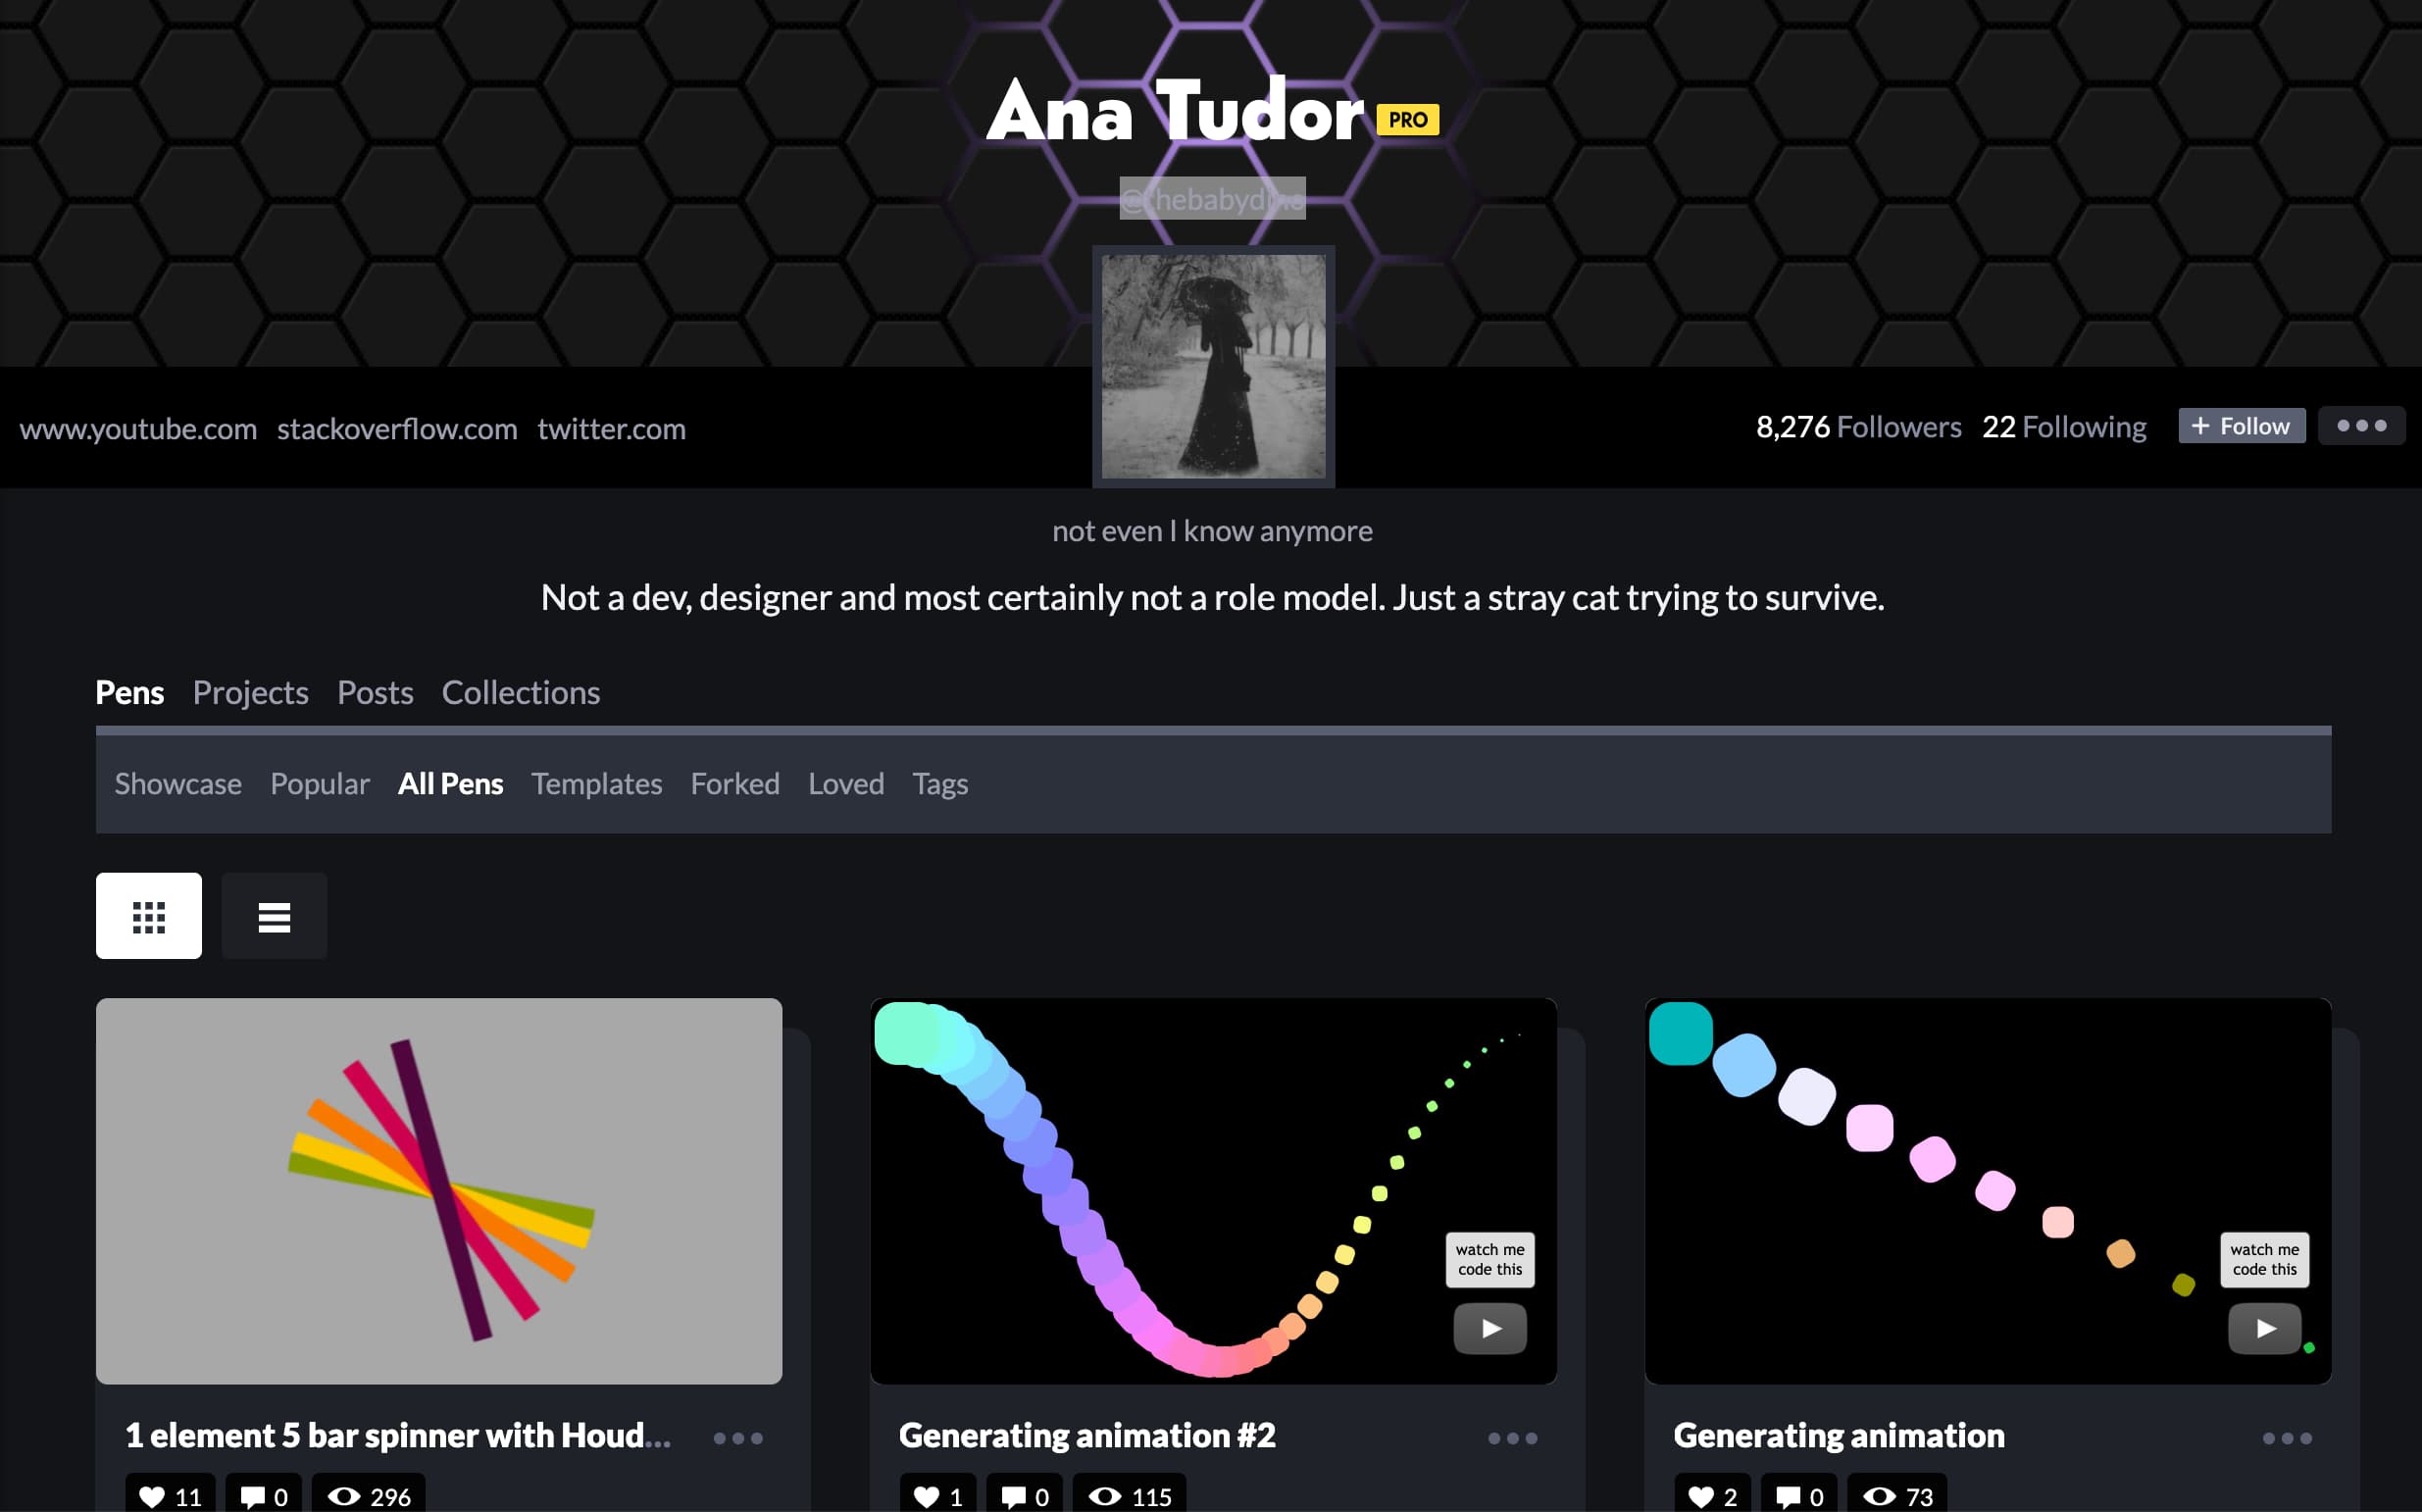 Ana Tudor PRO
@thebabydino
www.youtube.com stackoverflow.com twitter.com
8,276 Followers 22 Following + Follow
not even I know anymore
Not a dev, designer and most certainly not a role model. Just a stray cat trying to survive.
Pens Projects Posts Collections
Showcase Popular All Pens Templates Forked Loved Tags
watch me
code this
watch me
code this
1 element 5 bar spinner with Houd...
Generating animation #2
Generating animation
11 0 296
1 0 115
2 0 73